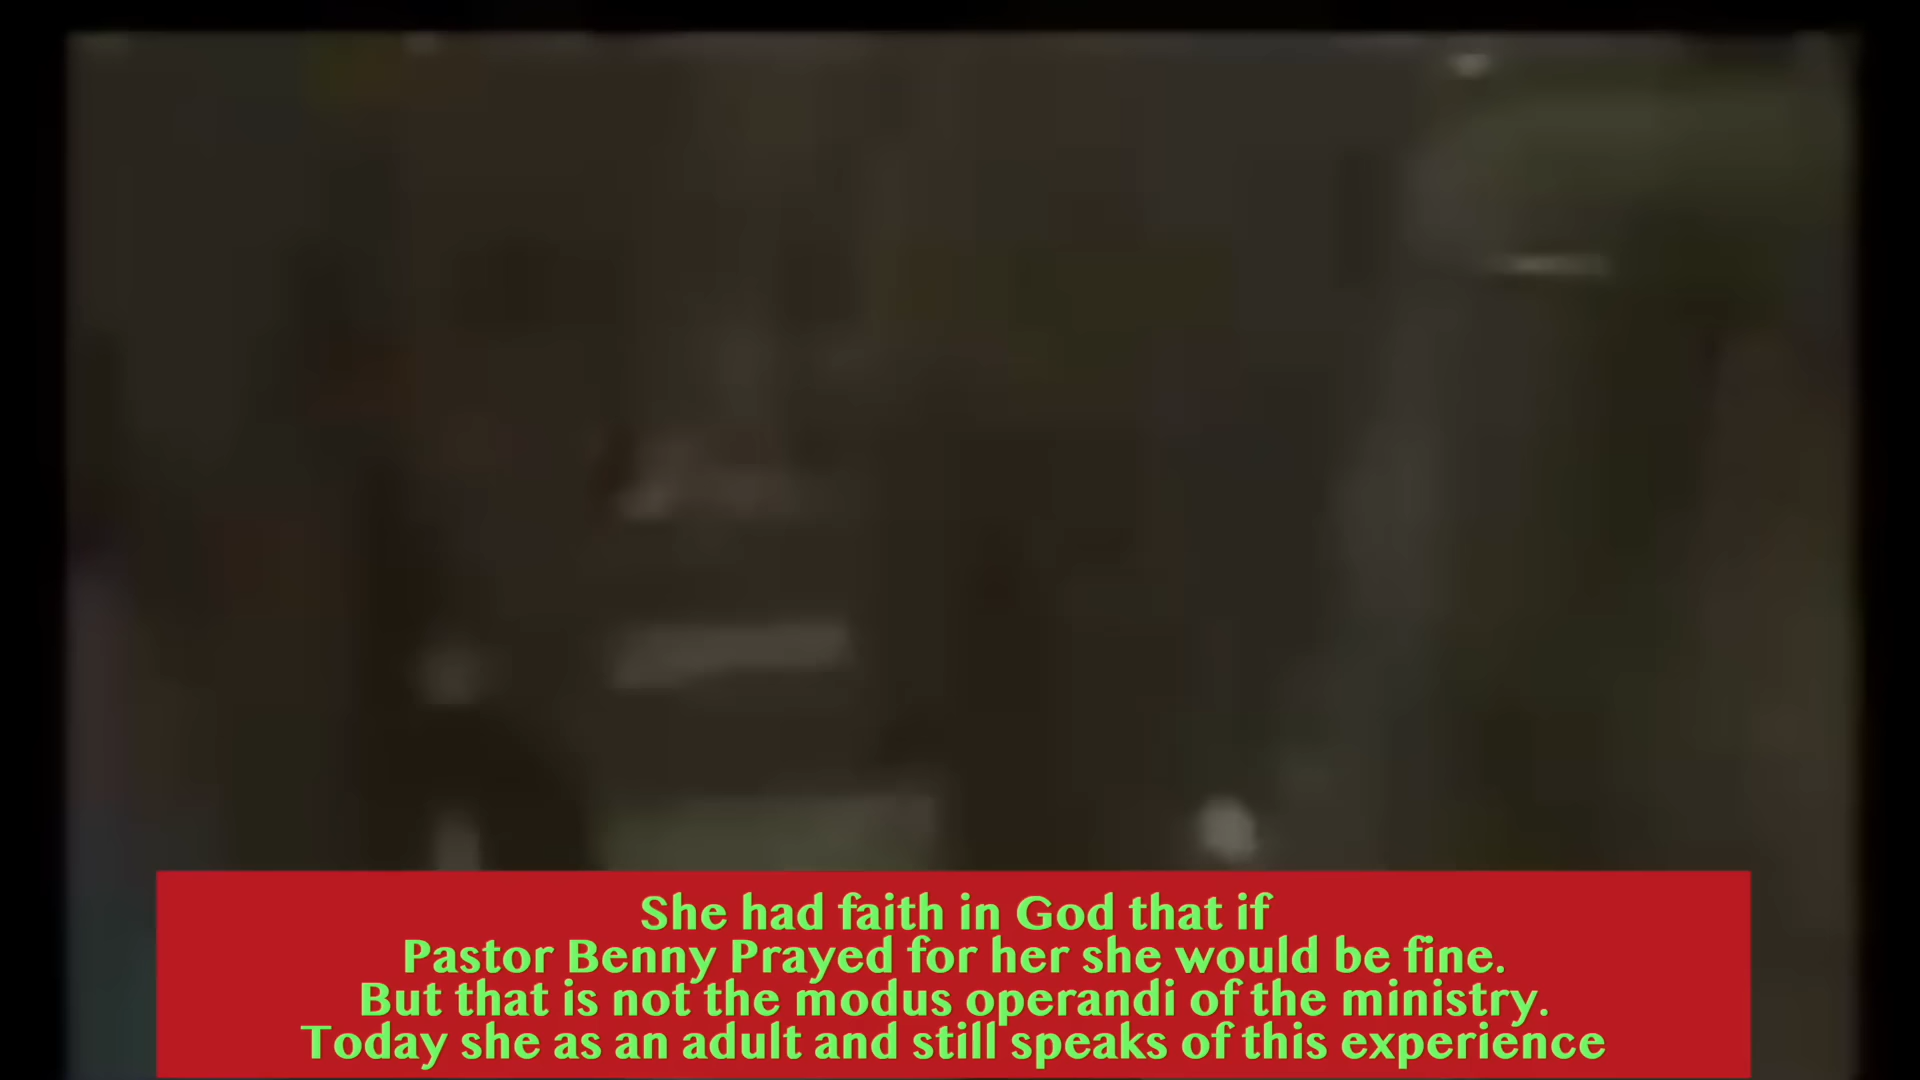 She had faith in God that if
Pastor Benny Prayed for her she would be fine.
But that is not the modus operandi of the ministry.
Today she as an adult and still speaks of this experience